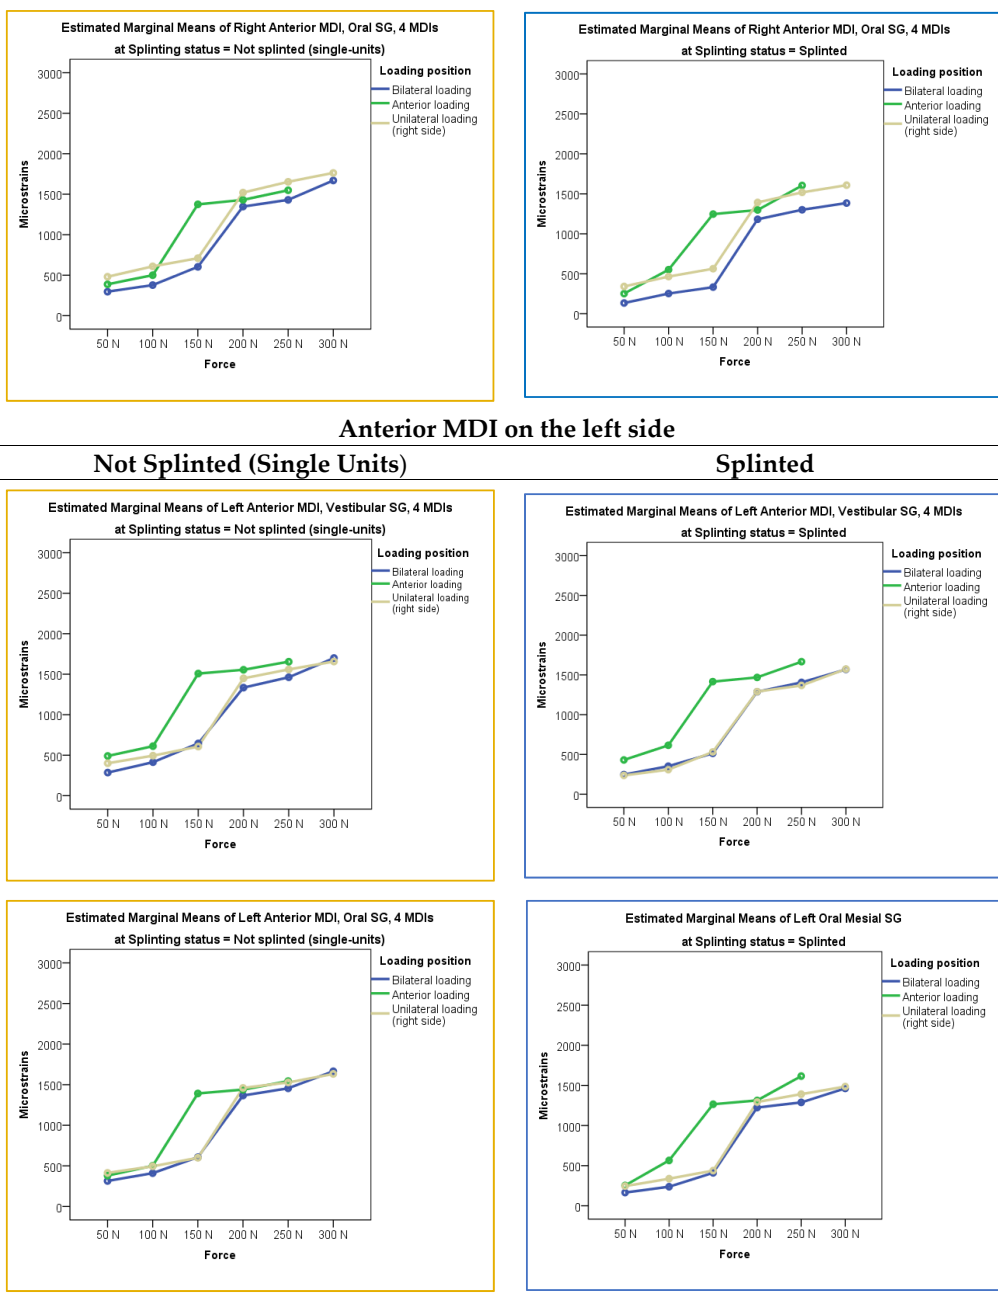 Estimated Marginal Means of Right Anterior MDI, Oral SG, 4 MDIs
at Splinting status = Not splinted (single-units)
Loading position
Bilateral loading
Anterior loading
Unilateral loading
(right side)
3000
2500
2000
1500
1000
500
0
Microstrains
50 N 100 N 150 N 200 N 250 N 300 N
Force
Estimated Marginal Means of Right Anterior MDI, Oral SG, 4 MDIs
at Splinting status = Splinted
Loading position
Bilateral loading
Anterior loading
Unilateral loading
(right side)
3000
2500
2000
1500
1000
500
0
Microstrains
50 N 100 N 150 N 200 N 250 N 300 N
Force
Anterior MDI on the left side
Not Splinted (Single Units)
Splinted
Estimated Marginal Means of Left Anterior MDI, Vestibular SG, 4 MDIs
at Splinting status = Not splinted (single-units)
Loading position
Bilateral loading
Anterior loading
Unilateral loading
(right side)
3000
2500
2000
1500
1000
500
0
Microstrains
50 N 100 N 150 N 200 N 250 N 300 N
Force
Estimated Marginal Means of Left Anterior MDI, Vestibular SG, 4 MDIs
at Splinting status = Splinted
Loading position
Bilateral loading
Anterior loading
Unilateral loading
(right side)
3000
2500
2000
1500
1000
500
0
Microstrains
50 N 100 N 150 N 200 N 250 N 300 N
Force
Estimated Marginal Means of Left Anterior MDI, Oral SG, 4 MDIs
at Splinting status = Not splinted (single-units)
Loading position
Bilateral loading
Anterior loading
Unilateral loading
(right side)
3000
2500
2000
1500
1000
500
0
Microstrains
50 N 100 N 150 N 200 N 250 N 300 N
Force
Estimated Marginal Means of Left Oral Mesial SG
at Splinting status = Splinted
Loading position
Bilateral loading
Anterior loading
Unilateral loading
(right side)
3000
2500
2000
1500
1000
500
0
Microstrains
50 N 100 N 150 N 200 N 250 N 300 N
Force